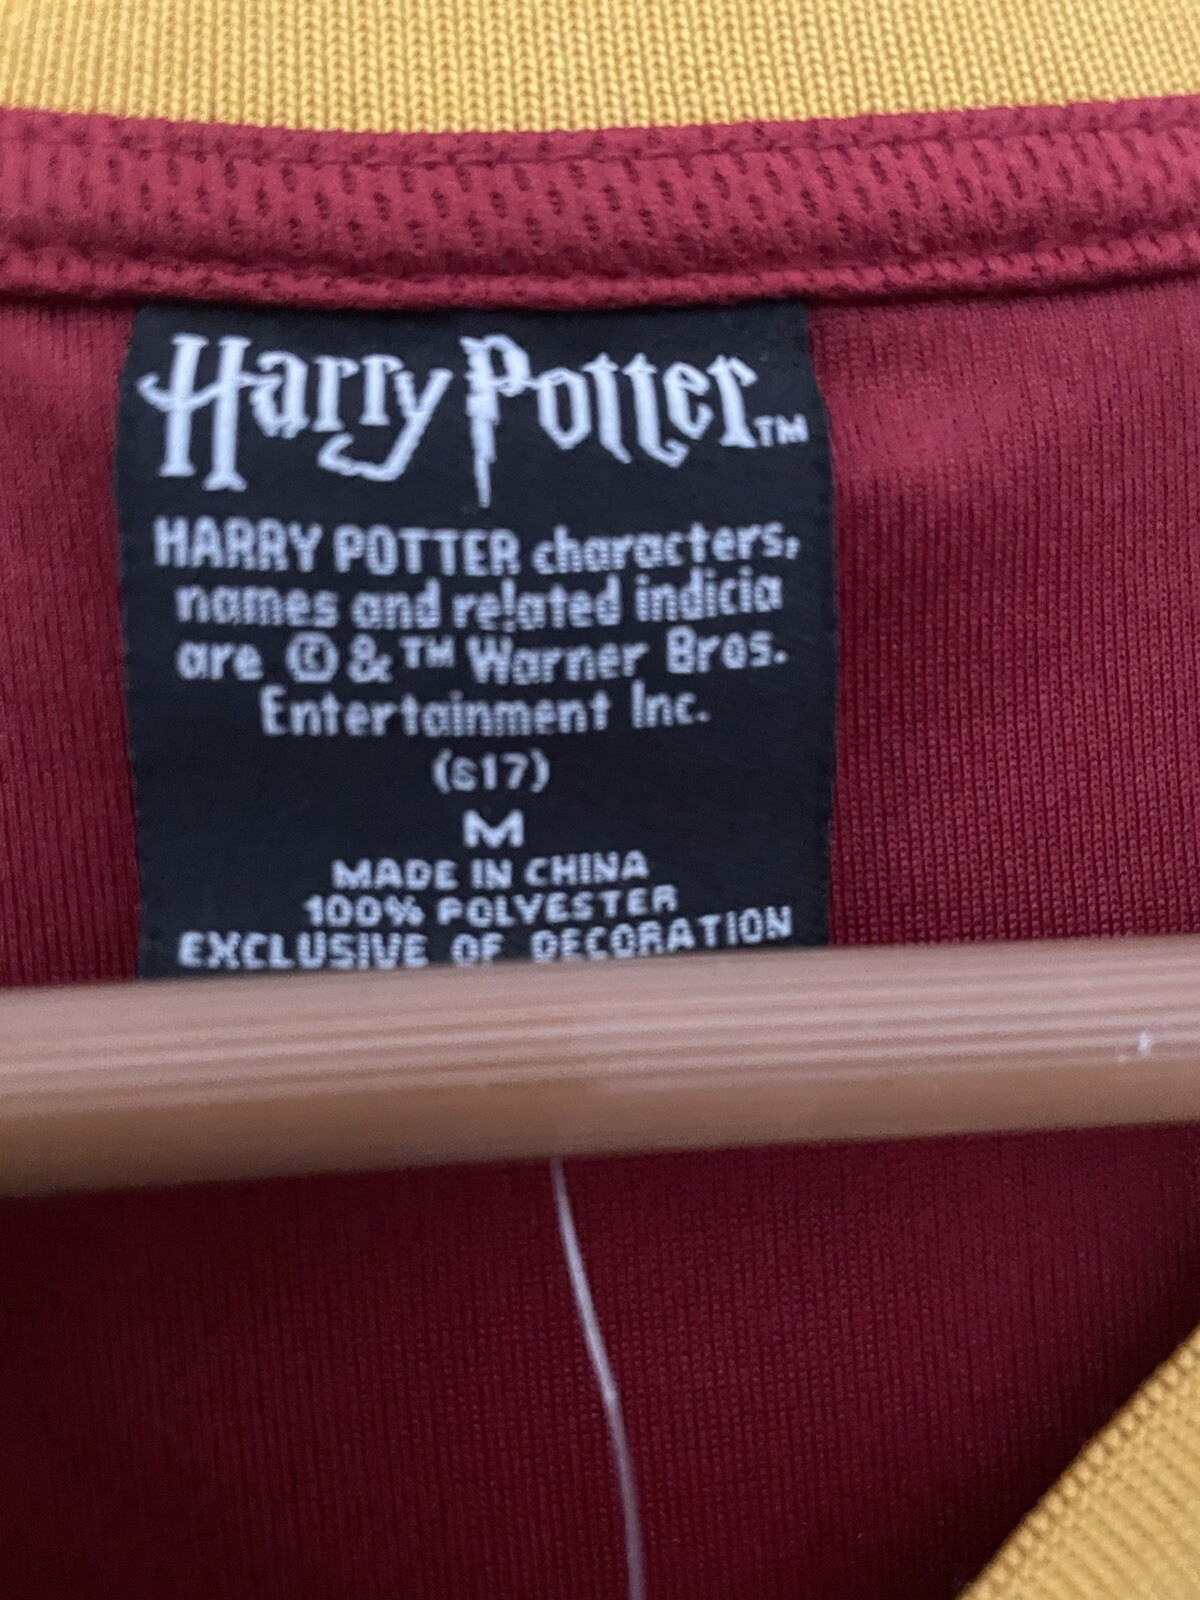 Harry Potter™
HARRY POTTER characters,
names and related indicia
are © & ™ Warner Bros.
Entertainment Inc.
(s17)
M
MADE IN CHINA
100% POLYESTER
EXCLUSIVE OF DECORATION